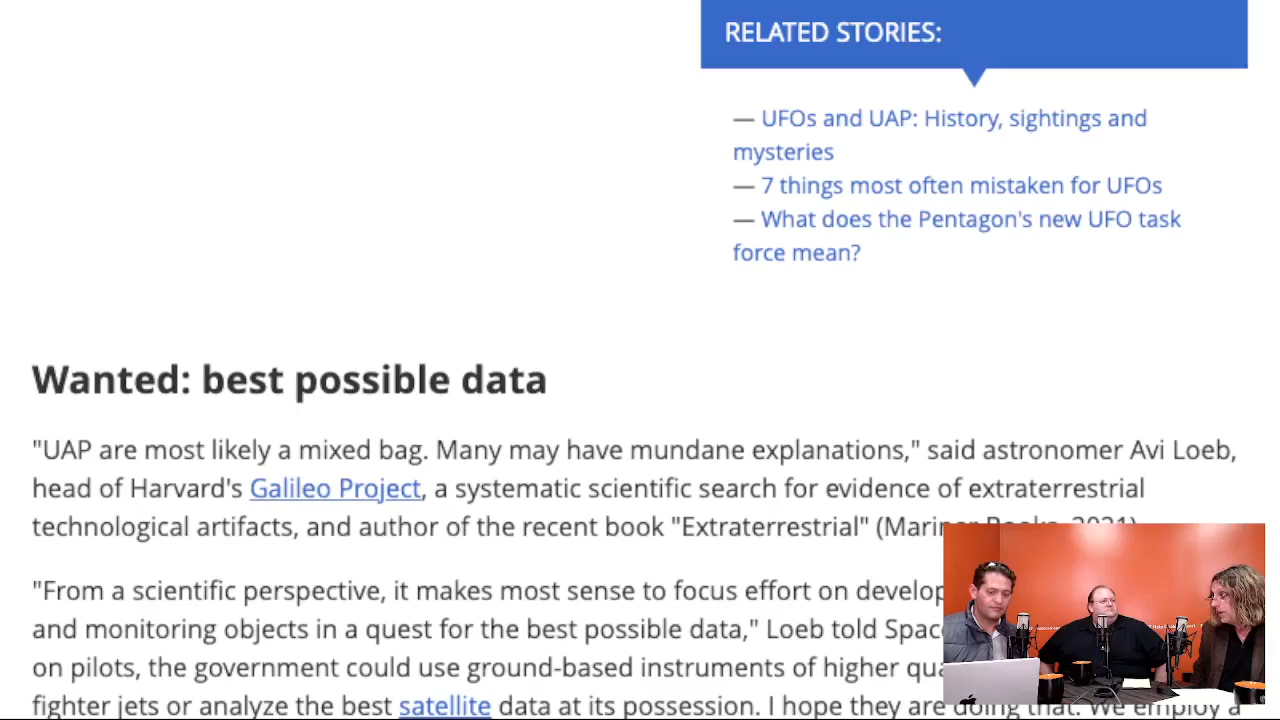 RELATED STORIES:
— UFOs and UAP: History, sightings and
mysteries
— 7 things most often mistaken for UFOs
— What does the Pentagon's new UFO task
force mean?
Wanted: best possible data
"UAP are most likely a mixed bag. Many may have mundane explanations," said astronomer Avi Loeb,
head of Harvard's Galileo Project, a systematic scientific search for evidence of extraterrestrial
technological artifacts, and author of the recent book "Extraterrestrial" (Mariner Books, 2021).
"From a scientific perspective, it makes most sense to focus effort on
and monitoring objects in a quest for the best possible data," Loeb told
on pilots, the government could use ground-based instruments of higher
fighter jets or analyze the best satellite data at its possession. I hope they are doing that. We employ a